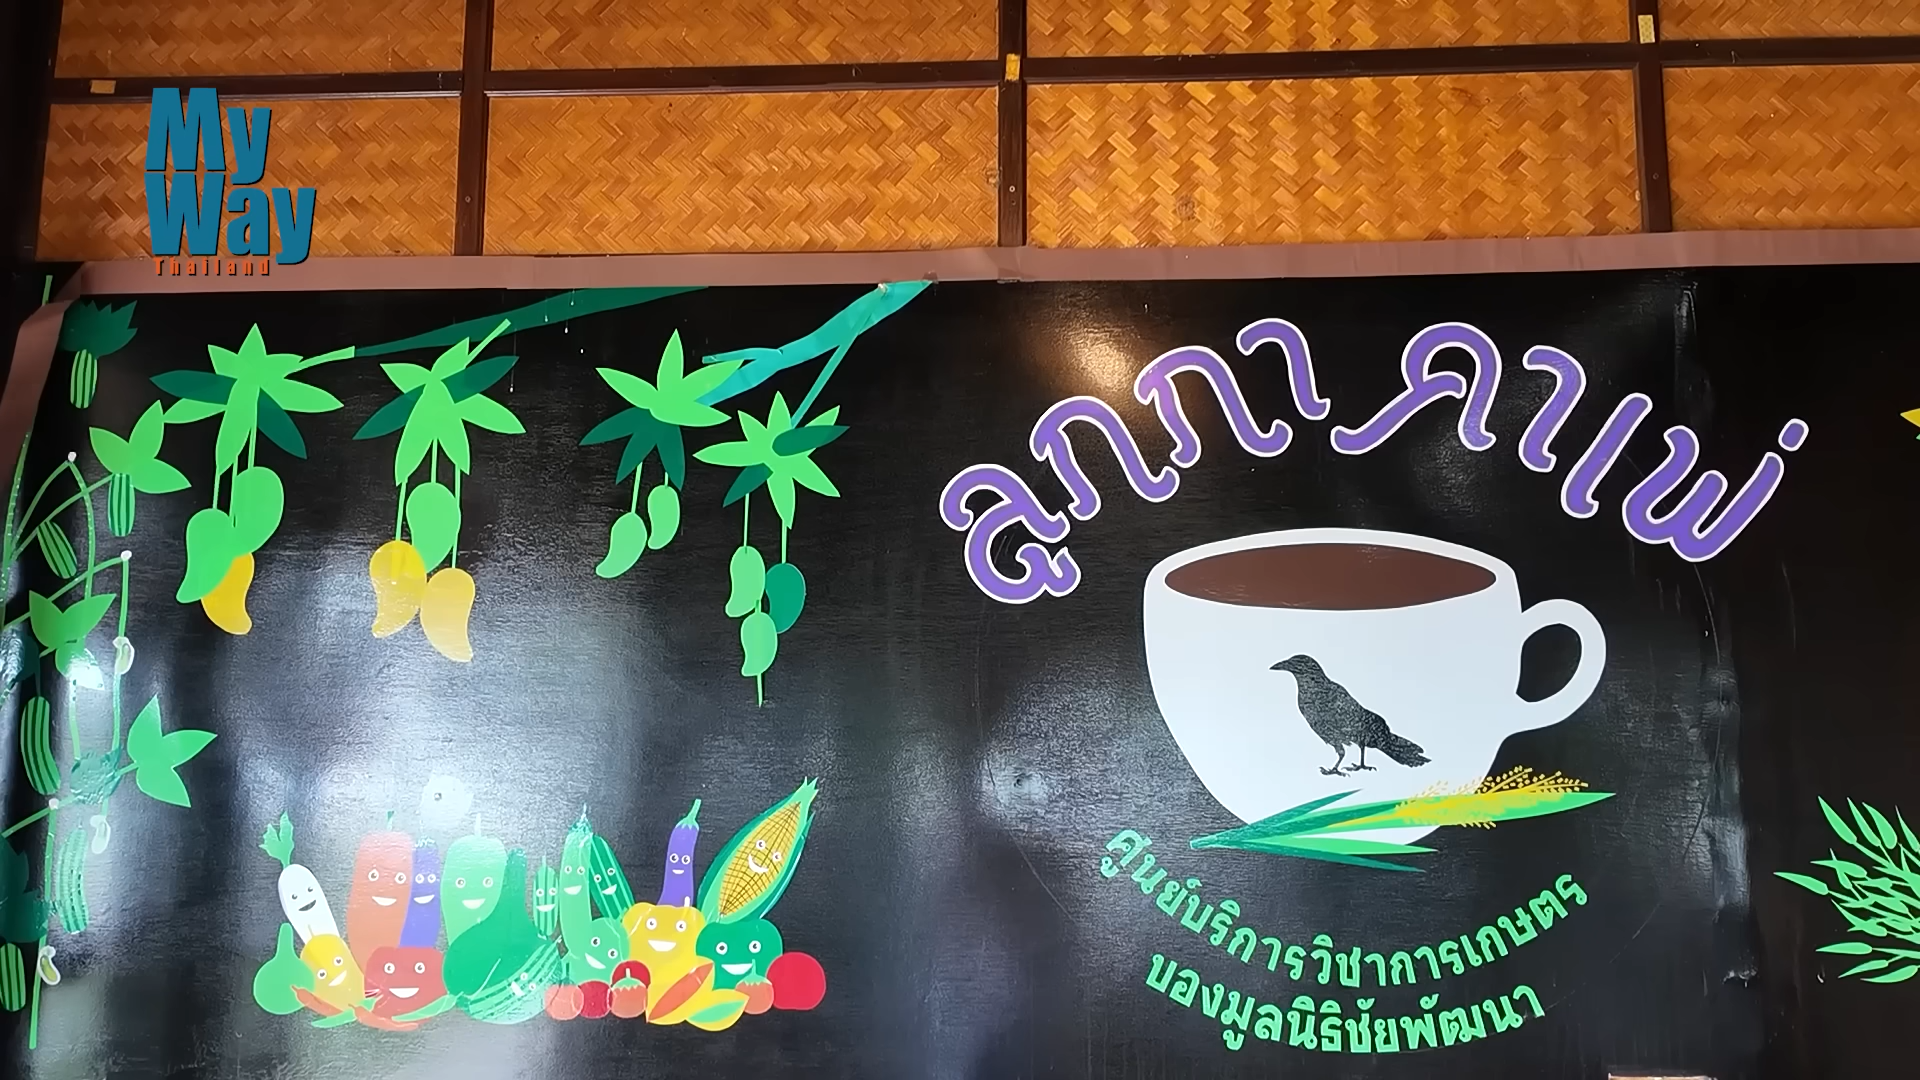 My
Way
Thailand
ลูกกา คาเฟ่
ศูนย์บริการวิชาการเกษตร
ของมูลนิธิชัยพัฒนา